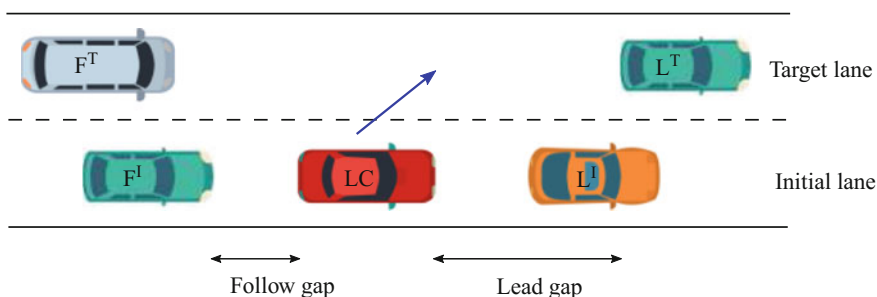 F^T
L^T
Target lane
F^I
LC
L^I
Initial lane
Follow gap
Lead gap